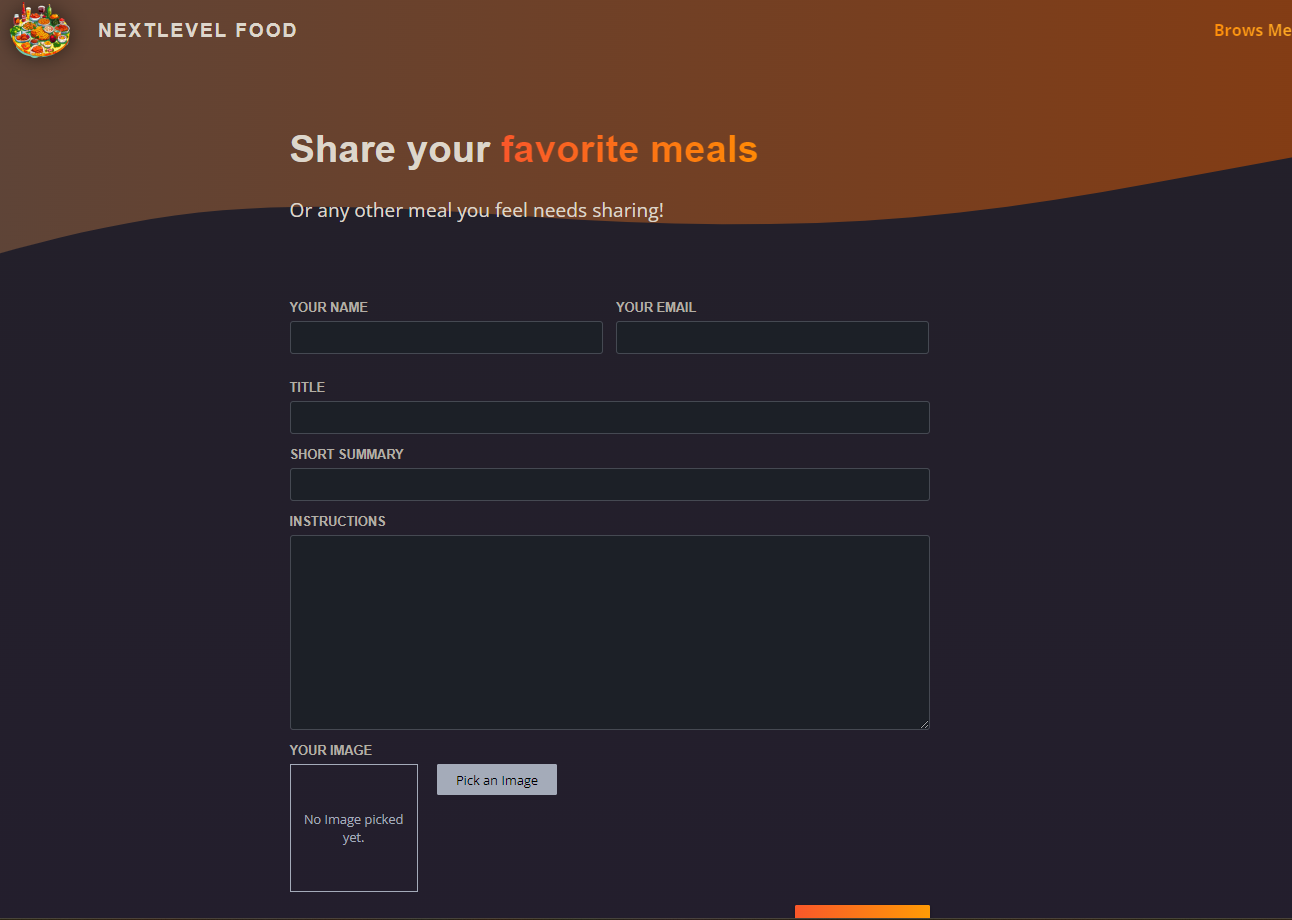 NEXTLEVEL FOOD
Brows Me
Share your favorite meals
Or any other meal you feel needs sharing!
YOUR NAME
YOUR EMAIL
TITLE
SHORT SUMMARY
INSTRUCTIONS
YOUR IMAGE
Pick an Image
No Image picked
yet.